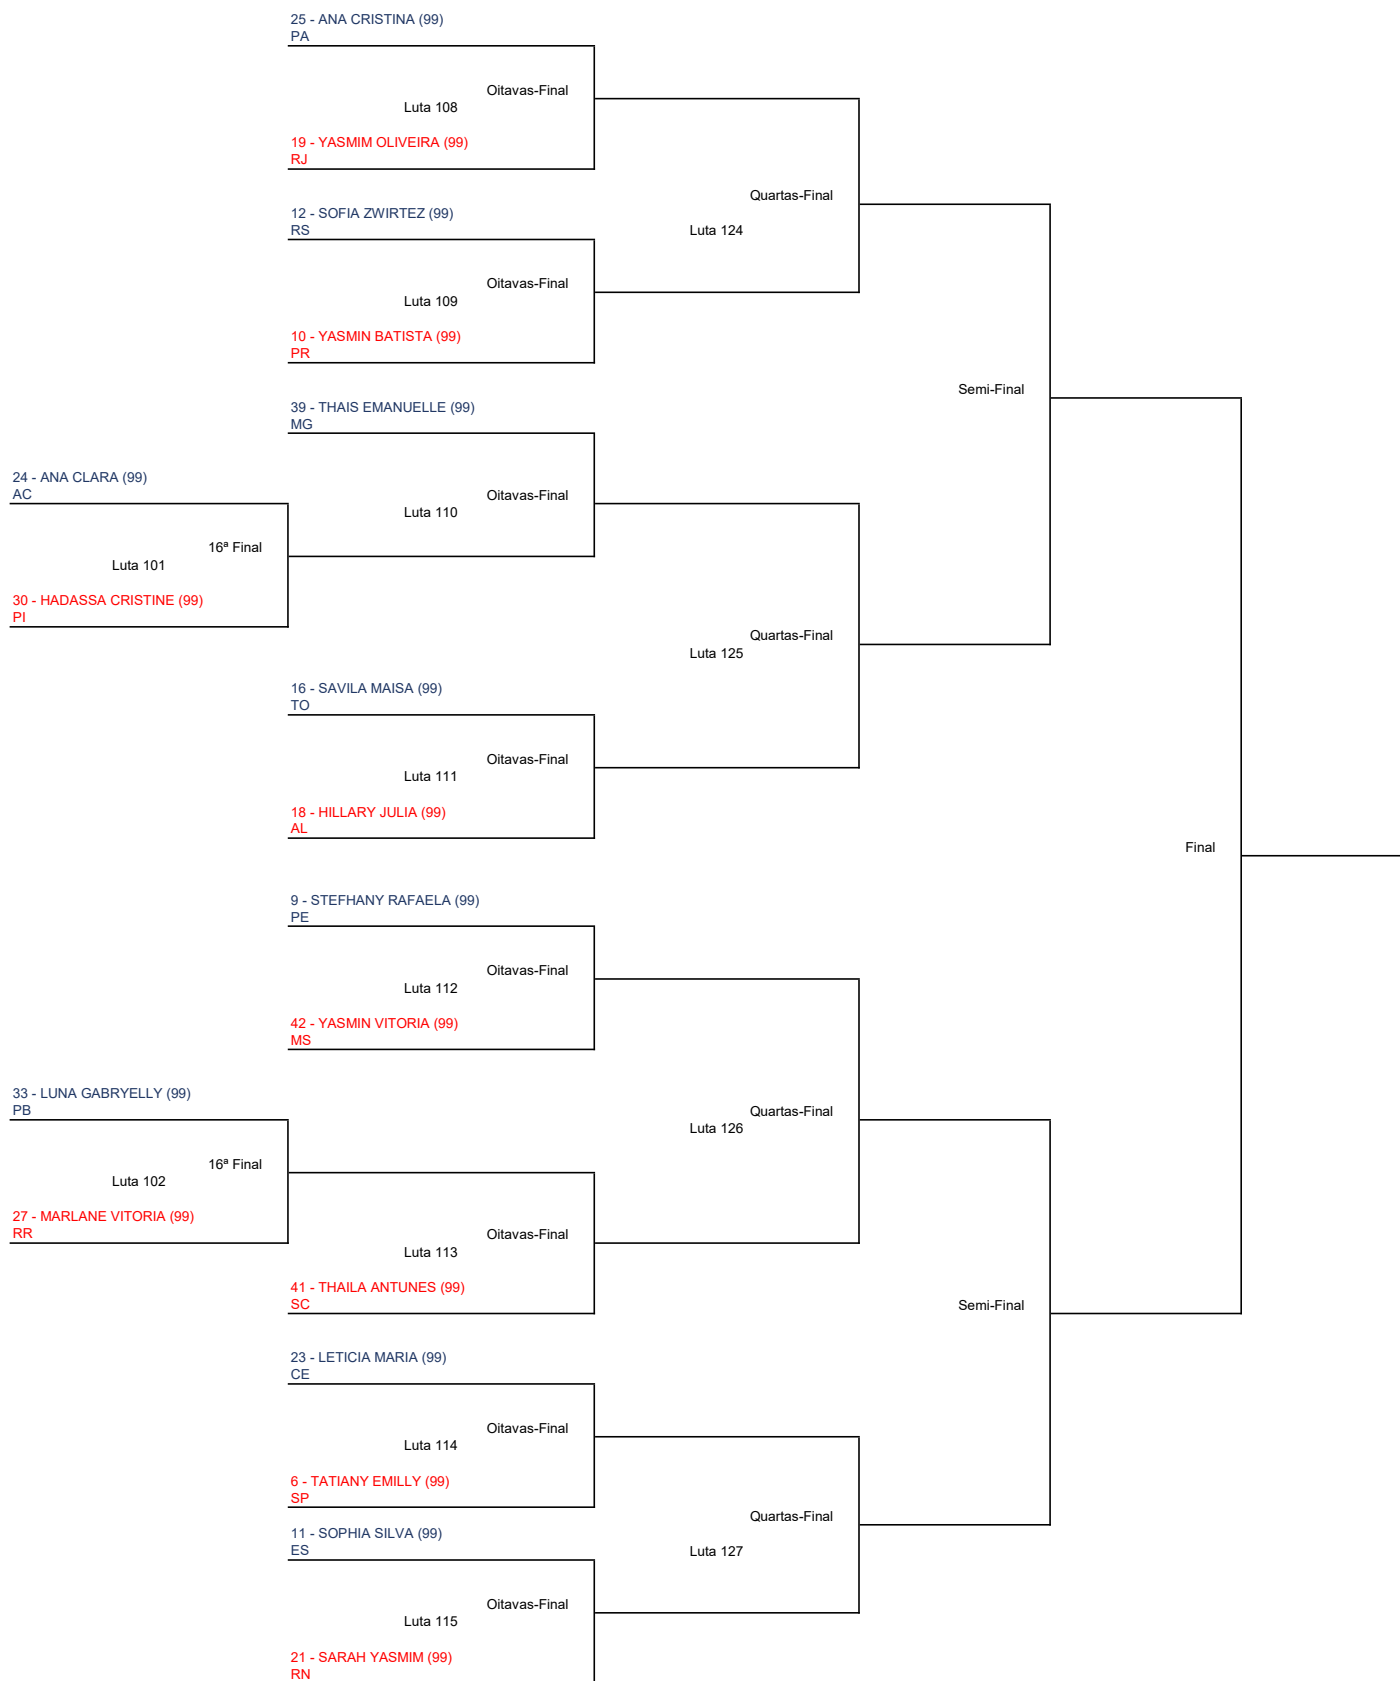 25 - ANA CRISTINA (99)
PA
Oitavas-Final
Luta 108
19 - YASMIM OLIVEIRA (99)
RJ
Quartas-Final
12 - SOFIA ZWIRTEZ (99)
RS
Luta 124
Oitavas-Final
Luta 109
10 - YASMIN BATISTA (99)
PR
Semi-Final
39 - THAIS EMANUELLE (99)
MG
24 - ANA CLARA (99)
AC
Oitavas-Final
Luta 110
16ª Final
Luta 101
30 - HADASSA CRISTINE (99)
PI
Quartas-Final
Luta 125
16 - SAVILA MAISA (99)
TO
Oitavas-Final
Luta 111
18 - HILLARY JULIA (99)
AL
Final
9 - STEFHANY RAFAELA (99)
PE
Oitavas-Final
Luta 112
42 - YASMIN VITORIA (99)
MS
33 - LUNA GABRYELLY (99)
PB
Quartas-Final
Luta 126
16ª Final
Luta 102
27 - MARLANE VITORIA (99)
RR
Oitavas-Final
Luta 113
41 - THAILA ANTUNES (99)
SC
Semi-Final
23 - LETICIA MARIA (99)
CE
Oitavas-Final
Luta 114
6 - TATIANY EMILLY (99)
SP
Quartas-Final
11 - SOPHIA SILVA (99)
ES
Luta 127
Oitavas-Final
Luta 115
21 - SARAH YASMIM (99)
RN